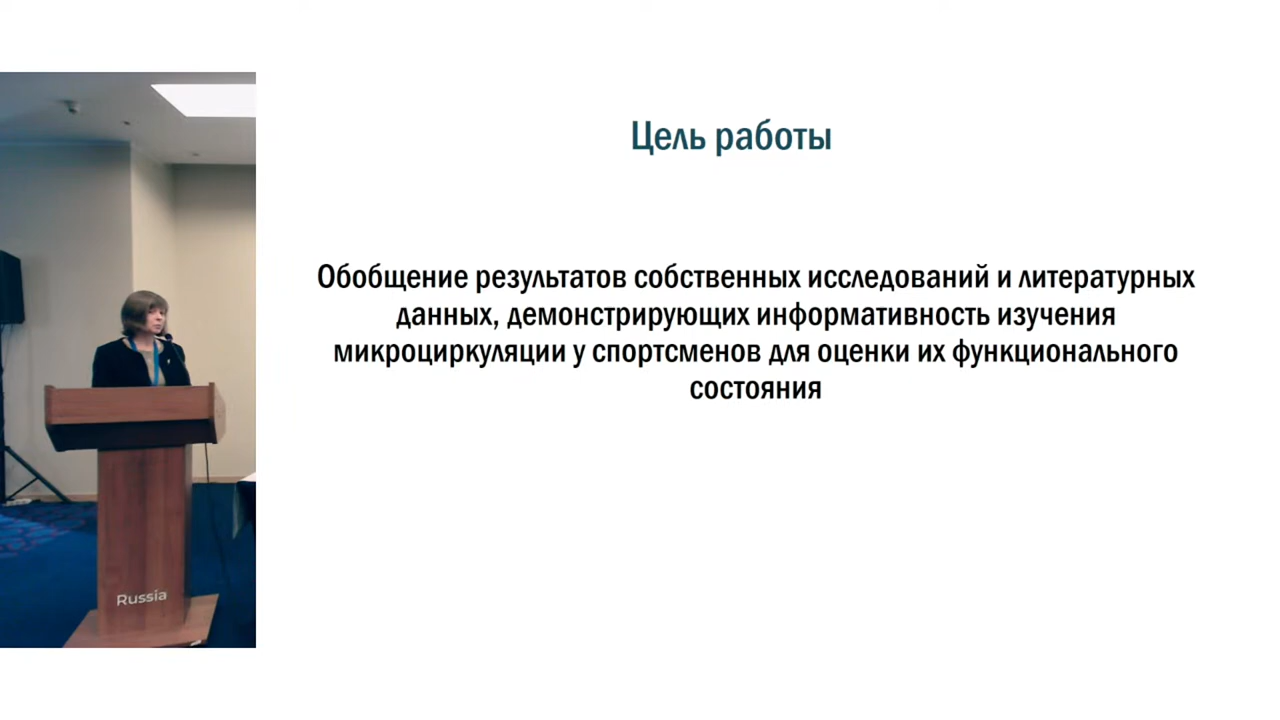 Цель работы
Обобщение результатов собственных исследований и литературных
данных, демонстрирующих информативность изучения
микроциркуляции у спортсменов для оценки их функционального
состояния
Russia